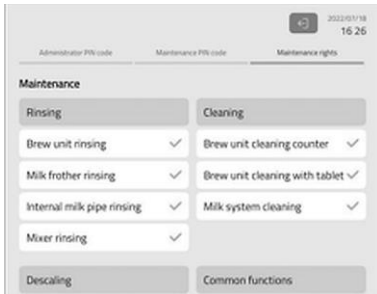 2022/07/18
16 26
Administrator PIN code Maintenance PIN code Maintenance rights
Maintenance
Rinsing Cleaning
Brew unit rinsing Brew unit cleaning counter
Milk frother rinsing Brew unit cleaning with tablet
Internal milk pipe rinsing Milk system cleaning
Mixer rinsing
Descaling Common functions